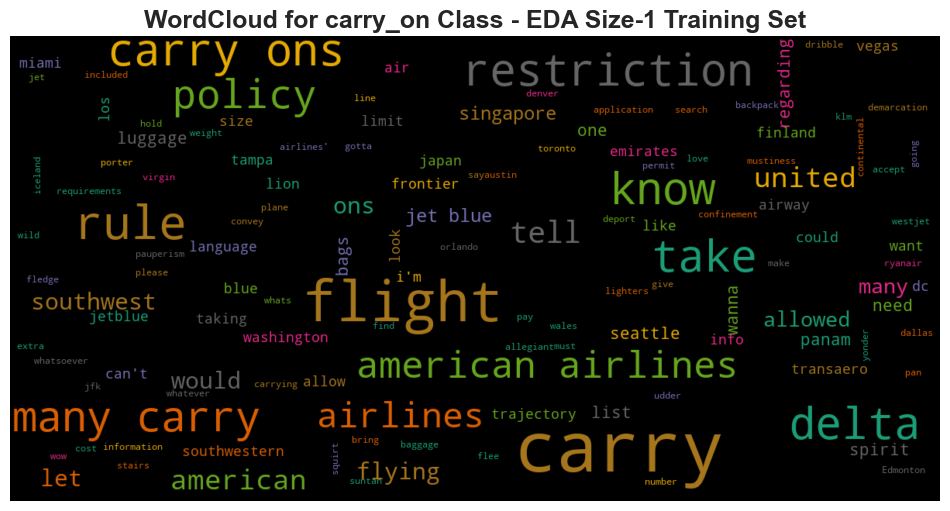 WordCloud for carry_on Class - EDA Size-1 Training Set
carry ons
restriction
regarding
dribble
vegas
miami
jet
included
air
line
denver
policy
los
size
limit
singapore
application
search
backpack
demarcation
klm
continental
going
hold
weight
luggage
airlines'
gotta
one
finland
iceland
porter
virgin
requirements
tampa
lion
japan
frontier
sayaustin
toronto
emirates
permit
love
mustiness
accept
know
united
wild
rule
plane
convey
ons
jet blue
tell
like
deport
confinement
airway
westjet
pauperism
language
bags
look
orlando
take
could
want
make
ryanair
fledge
please
i'm
southwest
blue
whats
flight
lighters
give
wanna
many
dc
need
jetblue
taking
washington
find
pay
wales
seattle
info
allowed
panam
yonder
dallas
extra
whatsoever
can't
jfk
would
whatever
carrying
allow
american airlines
allegiant
must
transaero
pan
udder
many carry
airlines
trajectory
list
delta
wow
cost
information
stairs
southwestern
squirt
bring
baggage
flee
carry
spirit
let
american
suntan
flying
number
Edmonton